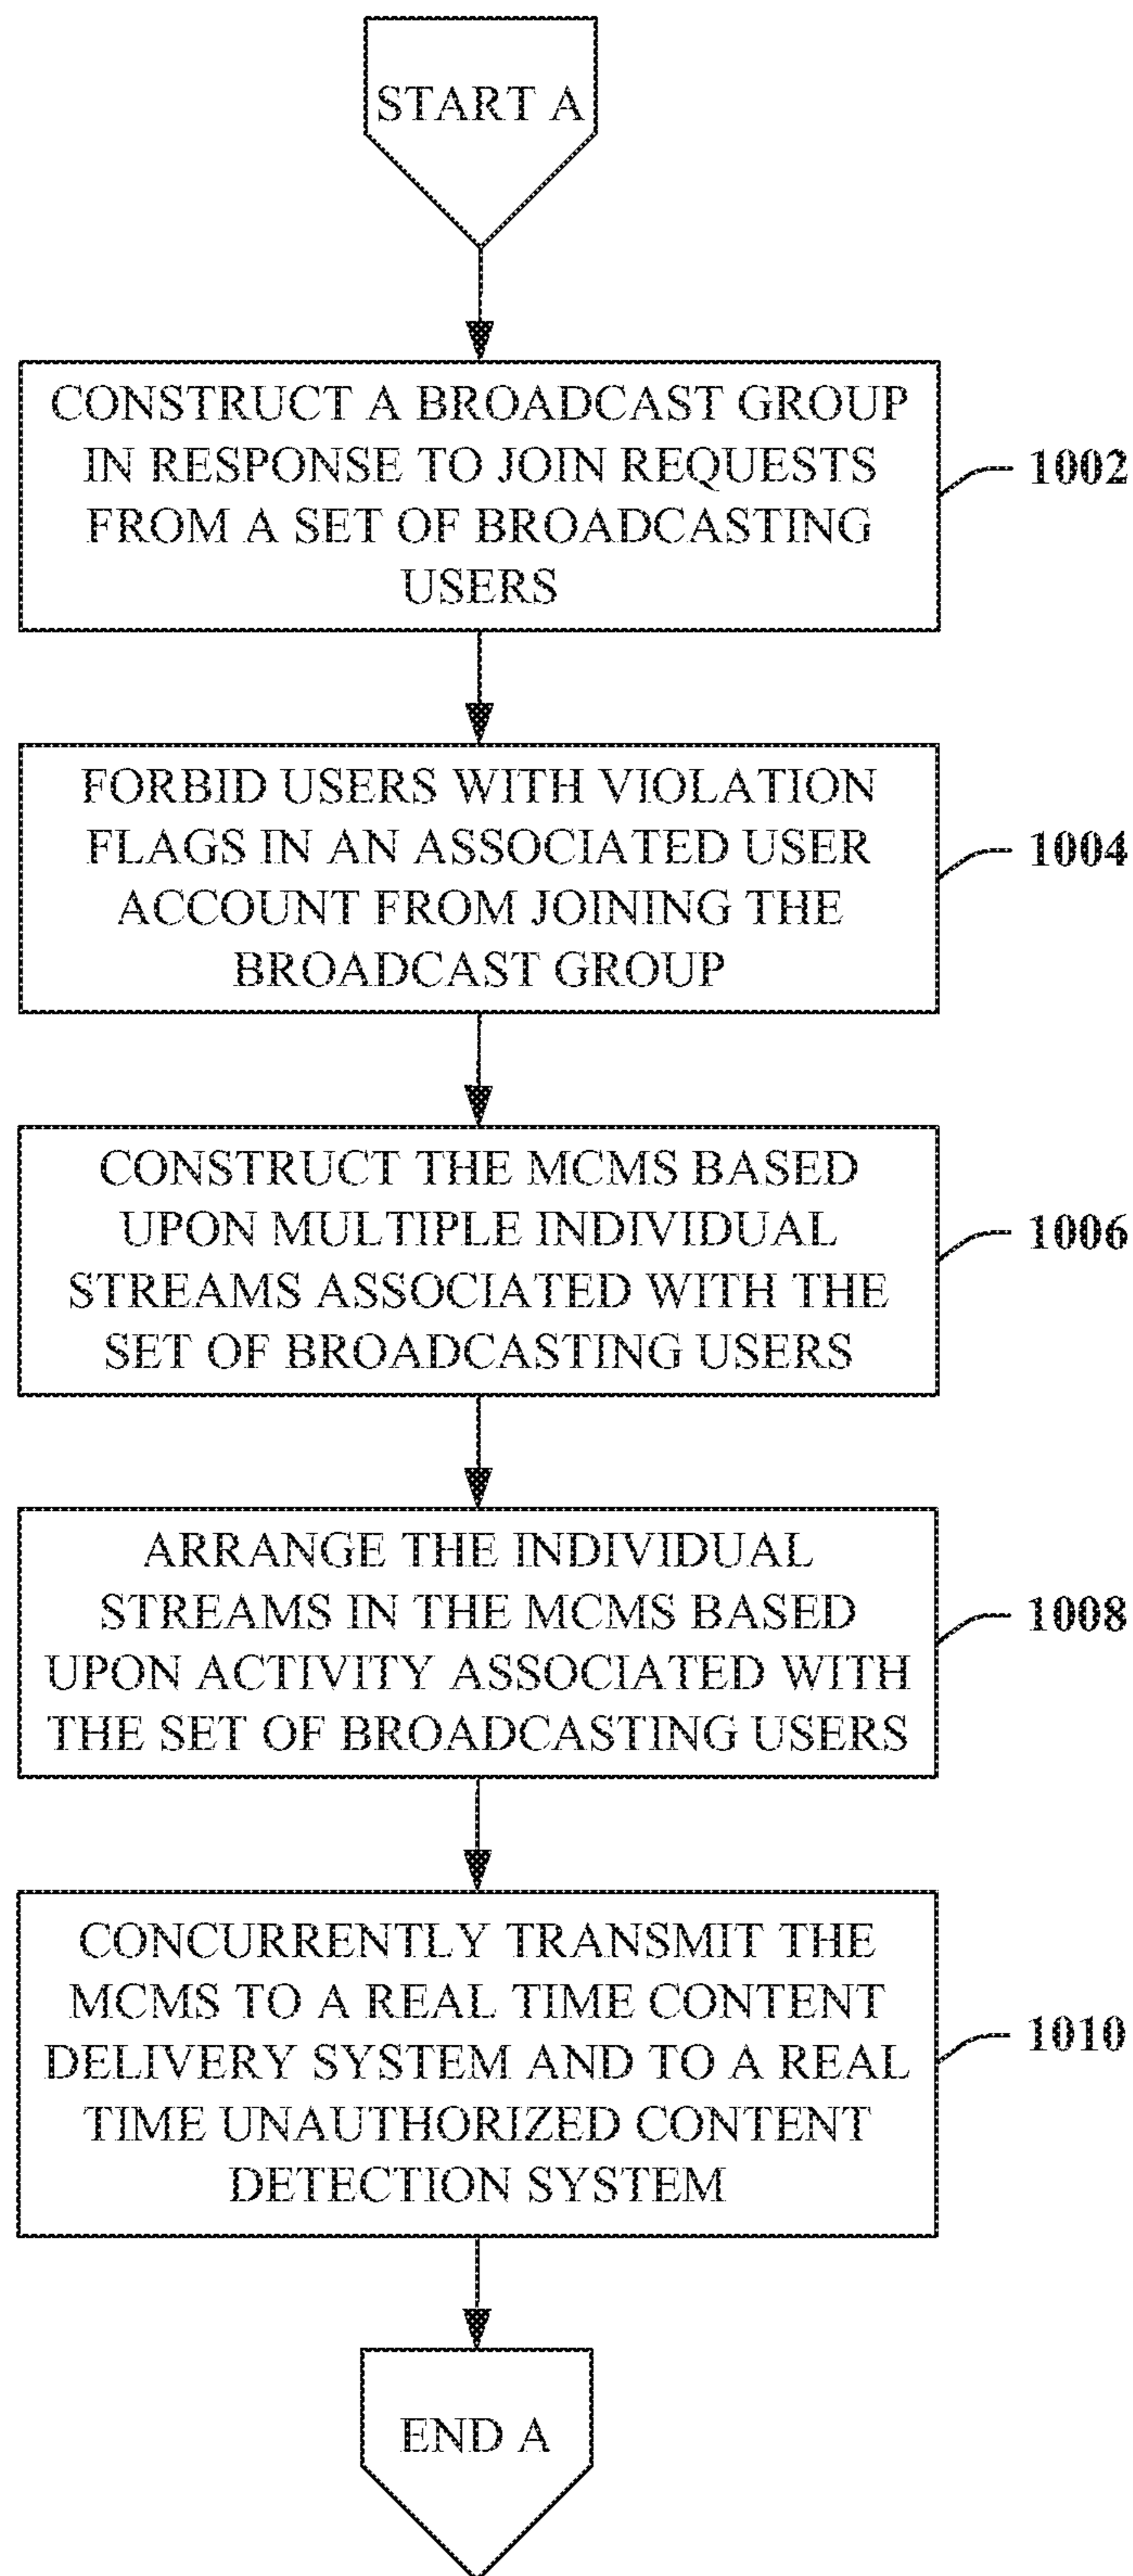 START A
CONSTRUCT A BROADCAST GROUP
IN RESPONSE TO JOIN REQUESTS
FROM A SET OF BROADCASTING
USERS
1002
FORBID USERS WITH VIOLATION
FLAGS IN AN ASSOCIATED USER
ACCOUNT FROM JOINING THE
BROADCAST GROUP
1004
CONSTRUCT THE MCMS BASED
UPON MULTIPLE INDIVIDUAL
STREAMS ASSOCIATED WITH THE
SET OF BROADCASTING USERS
1006
ARRANGE THE INDIVIDUAL
STREAMS IN THE MCMS BASED
UPON ACTIVITY ASSOCIATED WITH
THE SET OF BROADCASTING USERS
1008
CONCURRENTLY TRANSMIT THE
MCMS TO A REAL TIME CONTENT
DELIVERY SYSTEM AND TO A REAL
TIME UNAUTHORIZED CONTENT
DETECTION SYSTEM
1010
END A